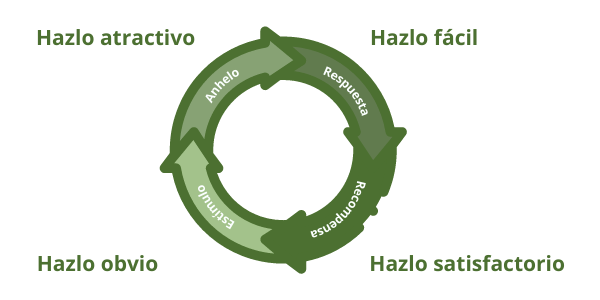 Hazlo atractivo
Hazlo fácil
Anhelo
Respuesta
Estímulo
Recompensa
Hazlo obvio
Hazlo satisfactorio